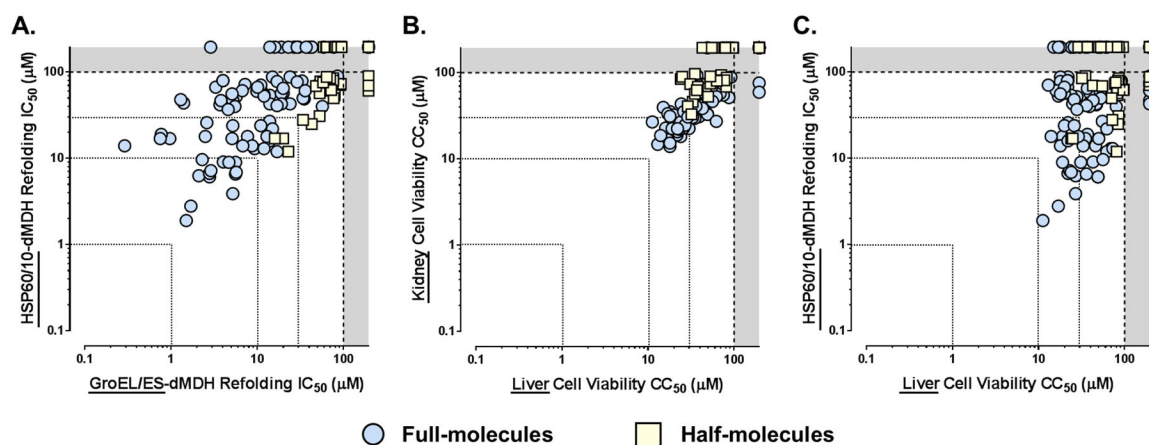 A.
HSP60/10-dMDH Refolding IC50 (μM)
100
10
1
0.1
0.1 1 10 100
GroEL/ES-dMDH Refolding IC50 (μM)
B.
Kidney Cell Viability CC50 (μM)
100
10
1
0.1
0.1 1 10 100
Liver Cell Viability CC50 (μM)
C.
HSP60/10-dMDH Refolding IC50 (μM)
100
10
1
0.1
0.1 1 10 100
Liver Cell Viability CC50 (μM)
Full-molecules Half-molecules